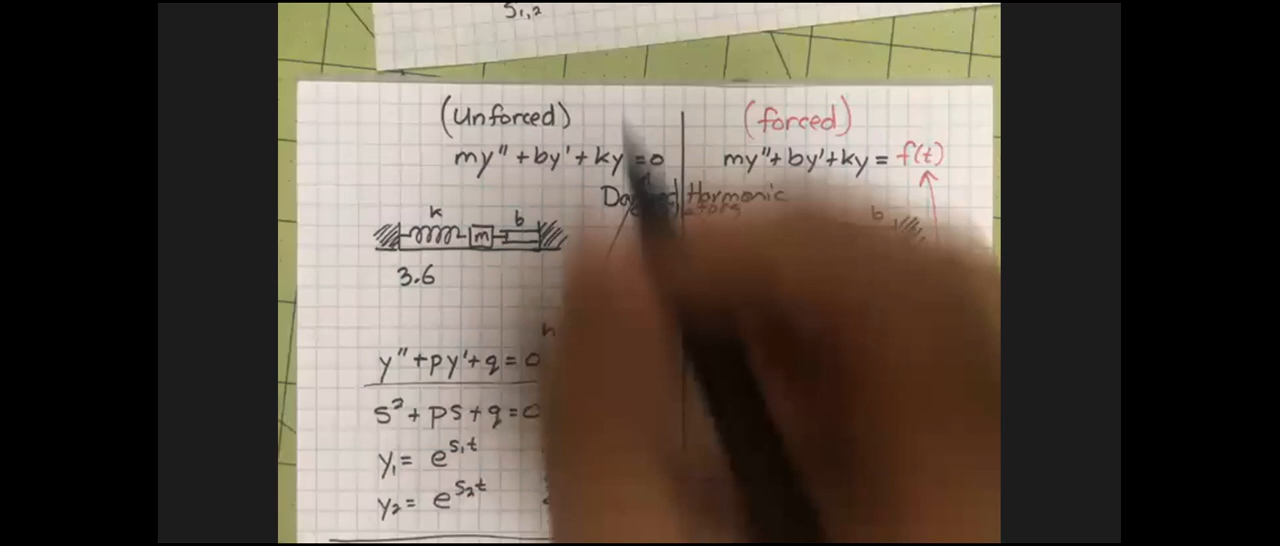 S₁,₂
(Unforced)
my" + by' + ky = 0
k
m
b
3.6
y" + py' + q = 0
s² + ps + q = 0
y₁ = e^{s₁t}
y₂ = e^{s₂t}
(forced)
my" + by' + ky = f(t)
Harmonic
b